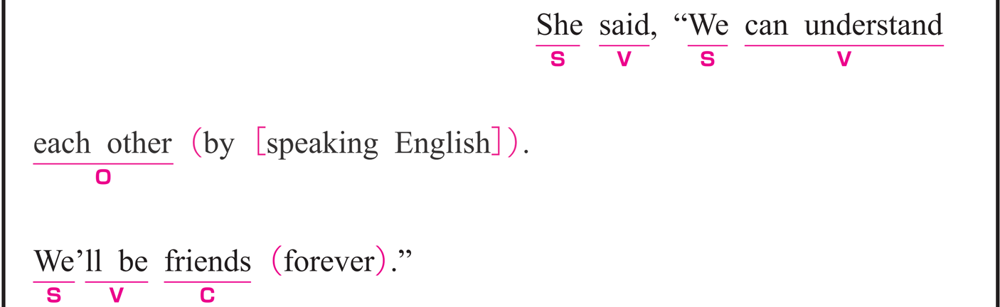 She said, “We can understand
S V S V
each other (by [speaking English]).
O
We’ll be friends (forever).”
S V C